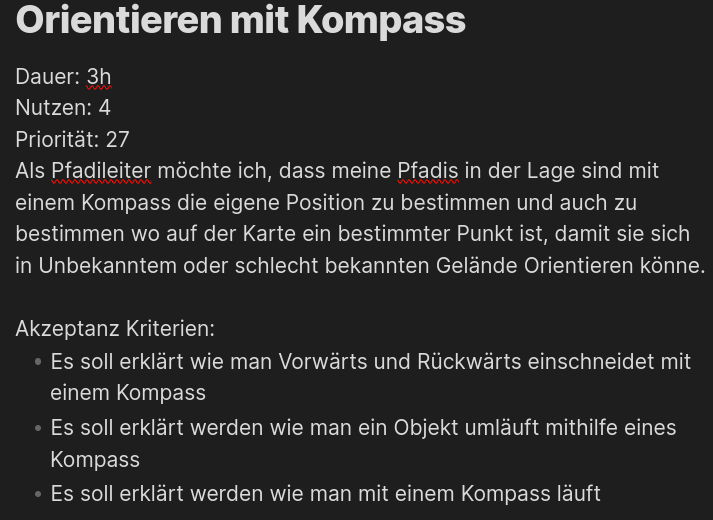 Orientieren mit Kompass
Dauer: 3h
Nutzen: 4
Priorität: 27
Als Pfadileiter möchte ich, dass meine Pfadis in der Lage sind mit
einem Kompass die eigene Position zu bestimmen und auch zu
bestimmen wo auf der Karte ein bestimmter Punkt ist, damit sie sich
in Unbekanntem oder schlecht bekannten Gelände Orientieren könne.
Akzeptanz Kriterien:
• Es soll erklärt wie man Vorwärts und Rückwärts einschneidet mit
einem Kompass
• Es soll erklärt werden wie man ein Objekt umläuft mithilfe eines
Kompass
• Es soll erklärt werden wie man mit einem Kompass läuft